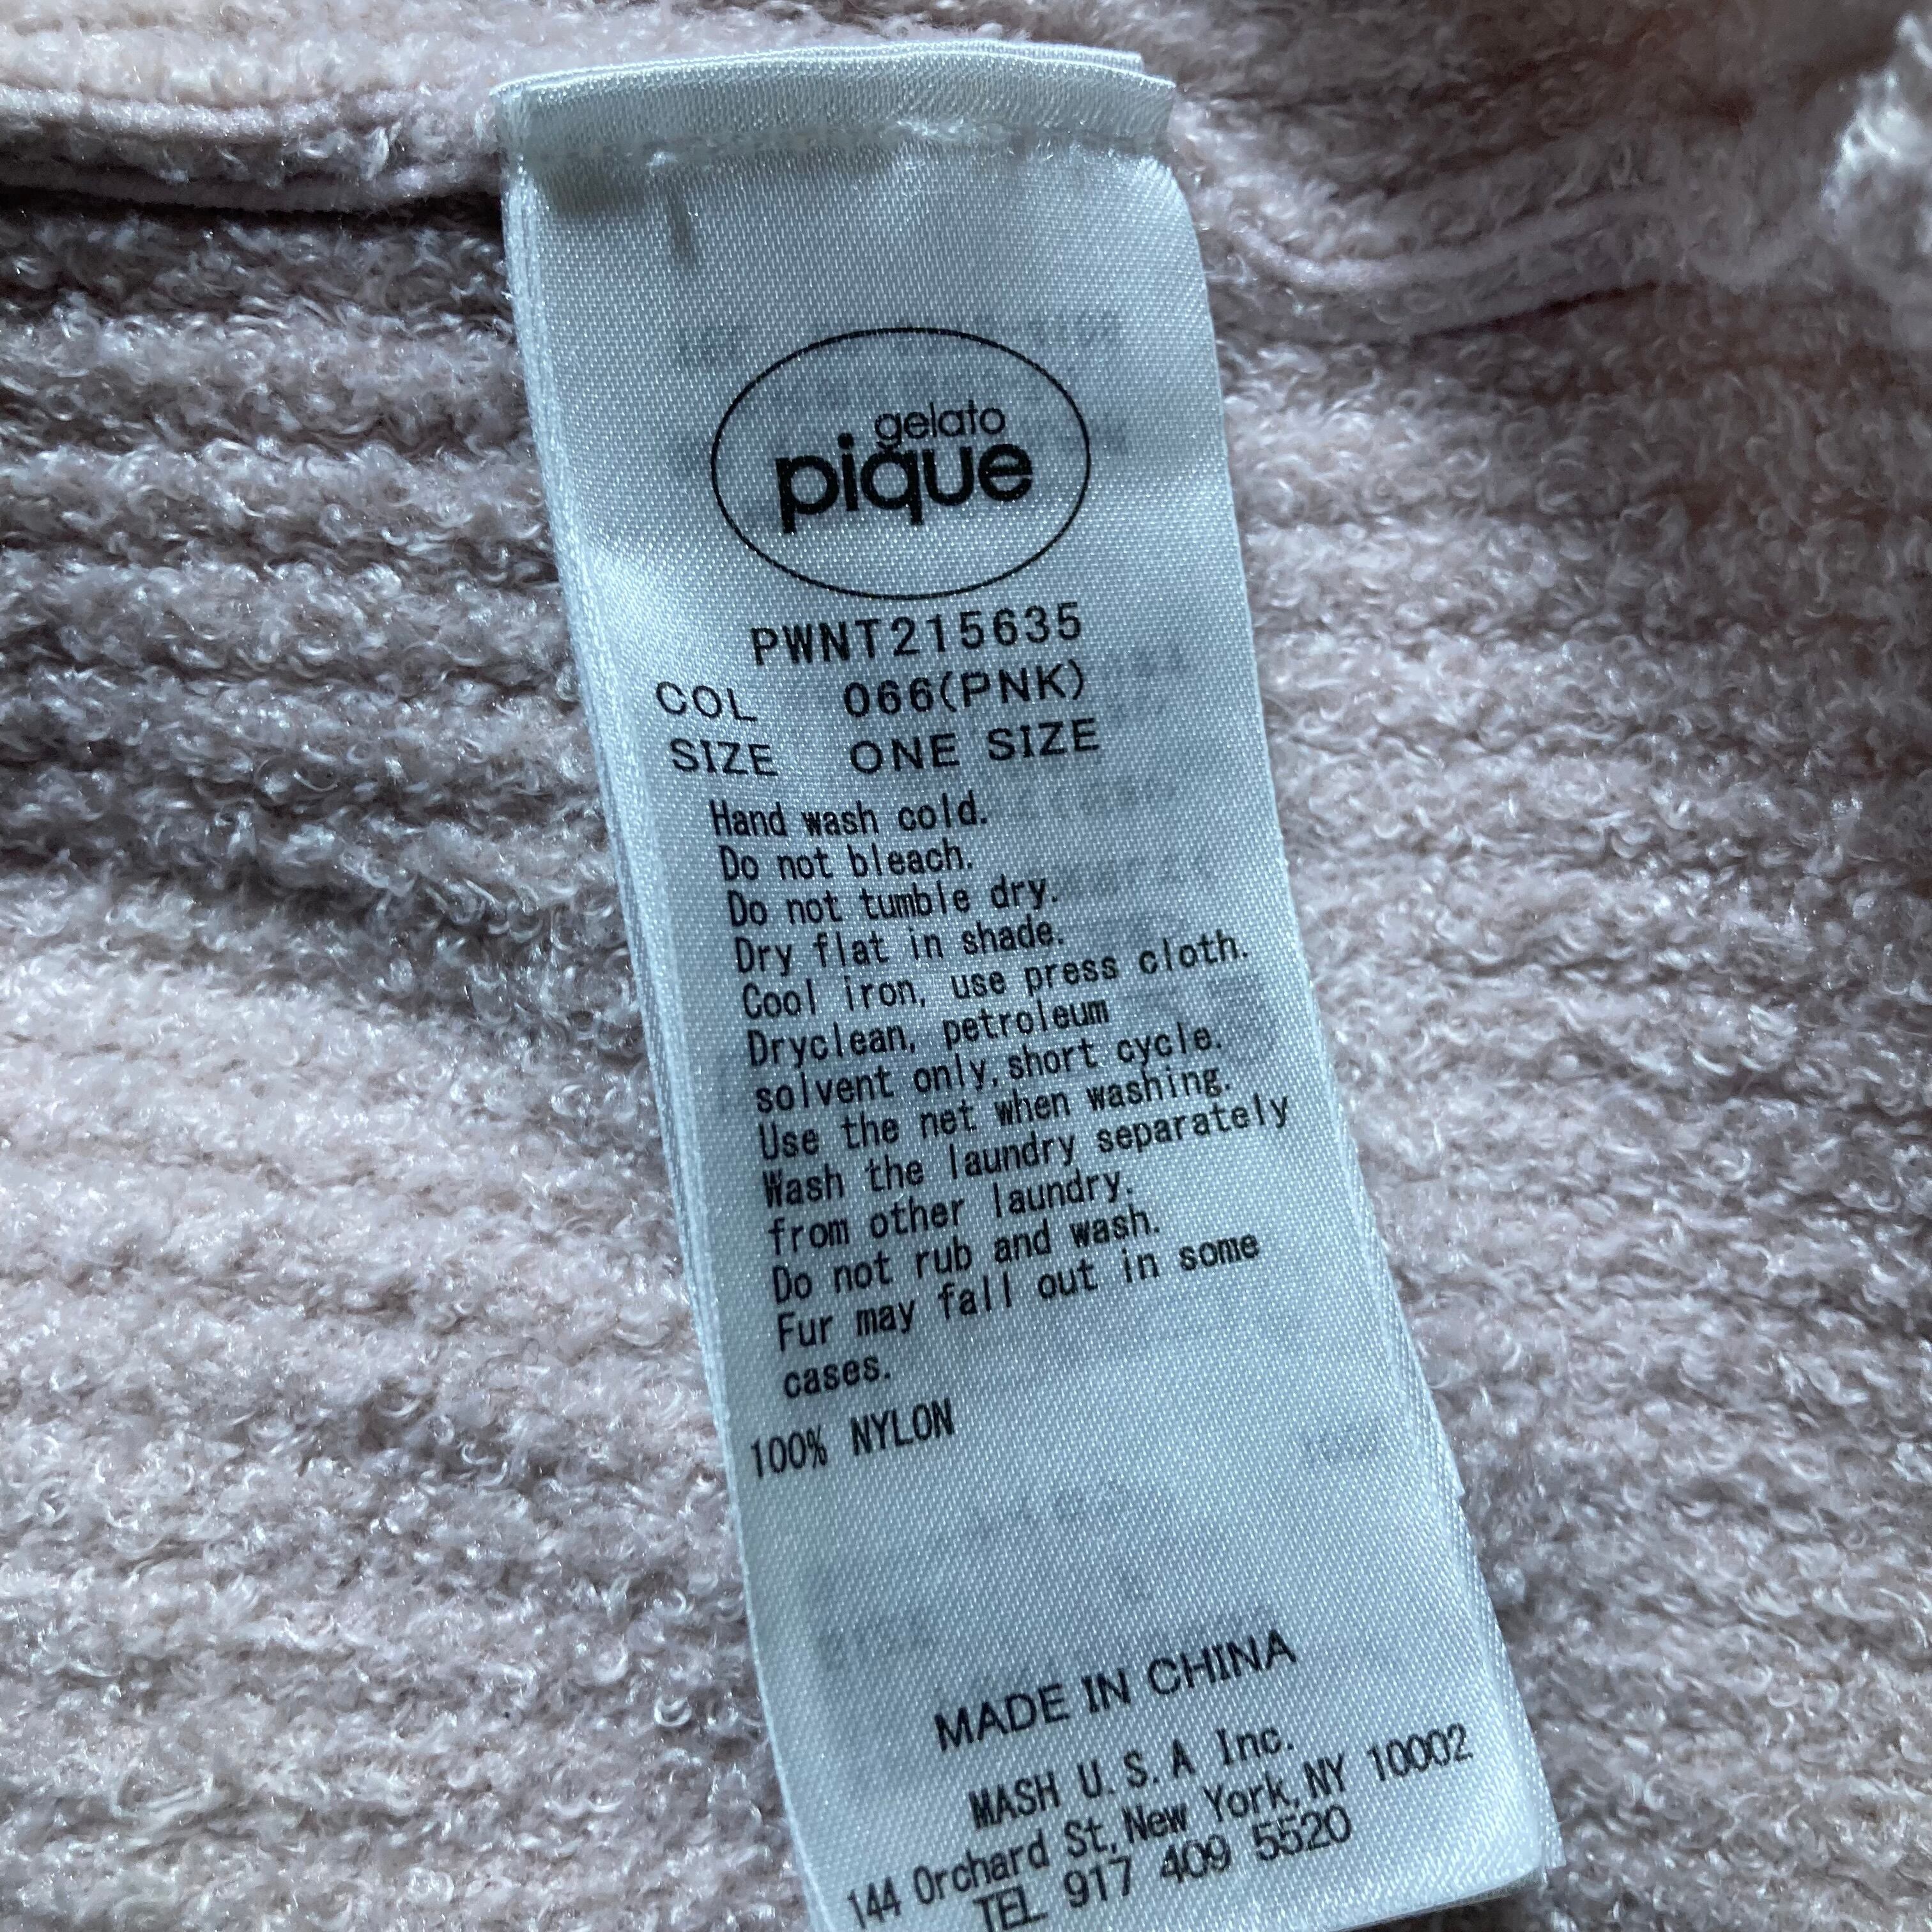 gelato
pique
PWNT215635
COL 066(PNK)
SIZE ONE SIZE
Hand wash cold.
Do not bleach.
Do not tumble dry.
Dry flat in shade.
Cool iron, use press cloth.
Dryclean, petroleum
solvent only, short cycle.
Use the net when washing.
Wash the laundry separately
from other laundry.
Do not rub and wash.
Fur may fall out in some
cases.
100% NYLON
MADE IN CHINA
MASH U.S.A Inc.
144 Orchard St, New York, NY 10002
TEL 917 409 5520